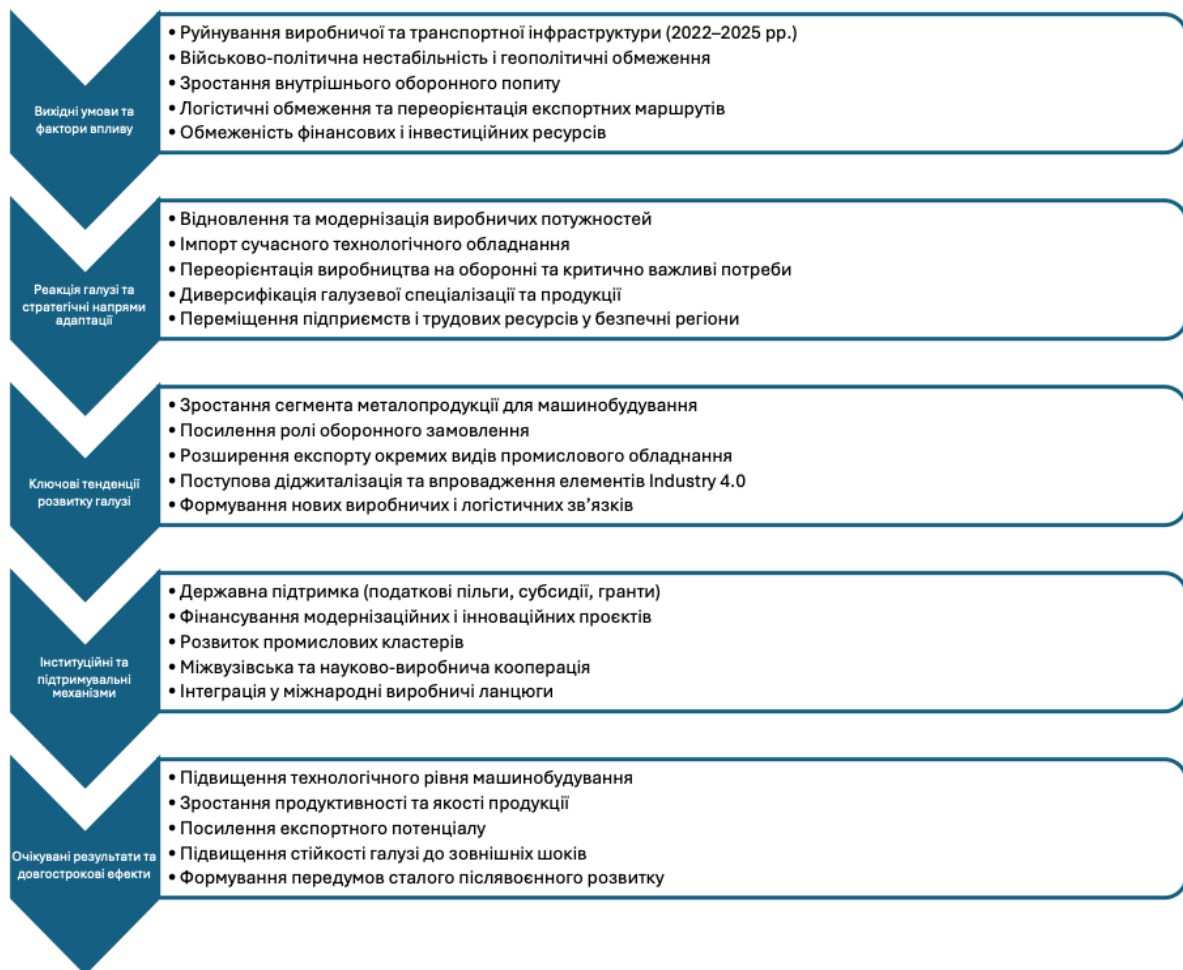 Вихідні умови та
фактори впливу
• Руйнування виробничої та транспортної інфраструктури (2022–2025 рр.)
• Військово-політична нестабільність і геополітичні обмеження
• Зростання внутрішнього оборонного попиту
• Логістичні обмеження та переорієнтація експортних маршрутів
• Обмеженість фінансових і інвестиційних ресурсів
Реакція галузі та
стратегічні напрями
адаптації
• Відновлення та модернізація виробничих потужностей
• Імпорт сучасного технологічного обладнання
• Переорієнтація виробництва на оборонні та критично важливі потреби
• Диверсифікація галузевої спеціалізації та продукції
• Переміщення підприємств і трудових ресурсів у безпечні регіони
Ключові тенденції
розвитку галузі
• Зростання сегмента металопродукції для машинобудування
• Посилення ролі оборонного замовлення
• Розширення експорту окремих видів промислового обладнання
• Поступова діджиталізація та впровадження елементів Industry 4.0
• Формування нових виробничих і логістичних зв’язків
Інституційні та
підтримувальні
механізми
• Державна підтримка (податкові пільги, субсидії, гранти)
• Фінансування модернізаційних і інноваційних проєктів
• Розвиток промислових кластерів
• Міжвузівська та науково-виробнича кооперація
• Інтеграція у міжнародні виробничі ланцюги
Очікувані результати та
довгострокові ефекти
• Підвищення технологічного рівня машинобудування
• Зростання продуктивності та якості продукції
• Посилення експортного потенціалу
• Підвищення стійкості галузі до зовнішніх шоків
• Формування передумов сталого післявоєнного розвитку